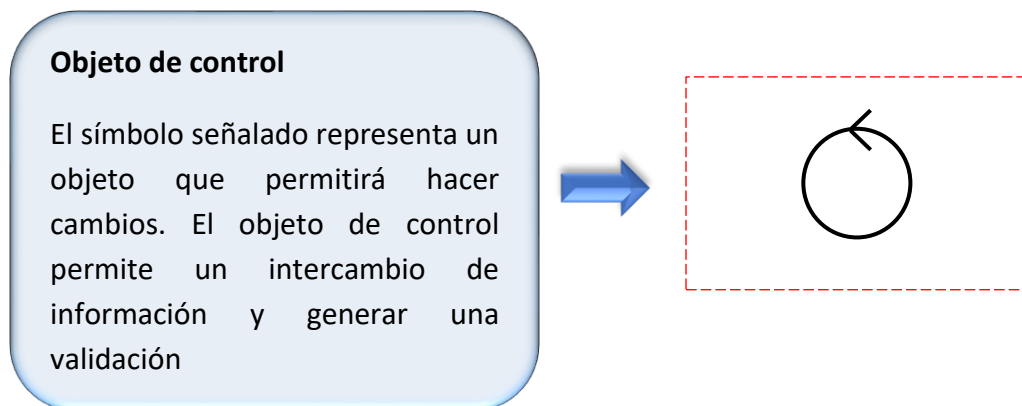 Objeto de control
El símbolo señalado representa un
objeto que permitirá hacer
cambios. El objeto de control
permite un intercambio de
información y generar una
validación